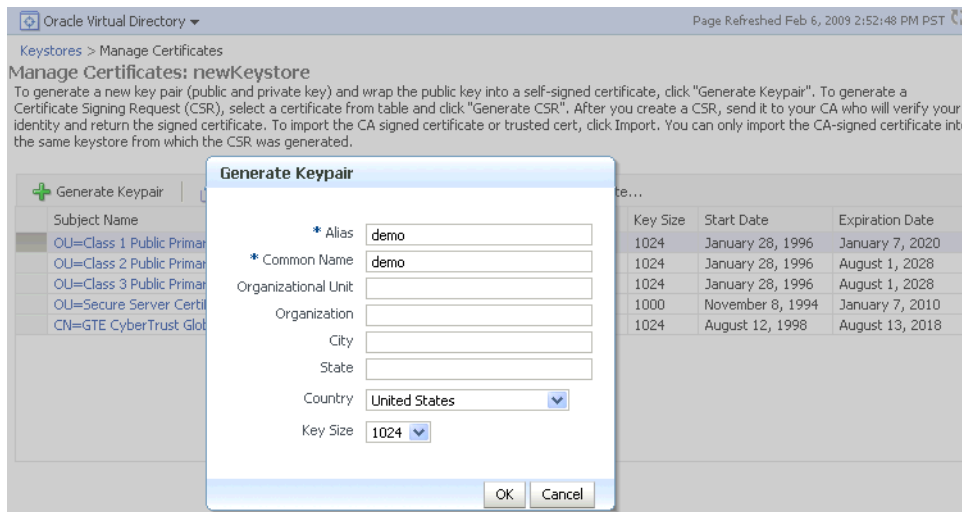 Oracle Virtual Directory
Page Refreshed Feb 6, 2009 2:52:48 PM PST
Keystores > Manage Certificates
Manage Certificates: newKeystore
To generate a new key pair (public and private key) and wrap the public key into a self-signed certificate, click "Generate Keypair". To generate a
Certificate Signing Request (CSR), select a certificate from table and click "Generate CSR". After you create a CSR, send it to your CA who will verify your
identity and return the signed certificate. To import the CA signed certificate or trusted cert, click Import. You can only import the CA-signed certificate int
the same keystore from which the CSR was generated.
Generate Keypair
te...
Subject Name Key Size Start Date Expiration Date
OU=Class 1 Public Primar 1024 January 28, 1996 January 7, 2020
OU=Class 2 Public Primar 1024 January 28, 1996 August 1, 2028
OU=Class 3 Public Primar 1024 January 28, 1996 August 1, 2028
OU=Secure Server Certif 1000 November 8, 1994 January 7, 2010
CN=GTE CyberTrust Glob 1024 August 12, 1998 August 13, 2018
Generate Keypair
* Alias demo
* Common Name demo
Organizational Unit
Organization
City
State
Country United States
Key Size 1024
OK Cancel